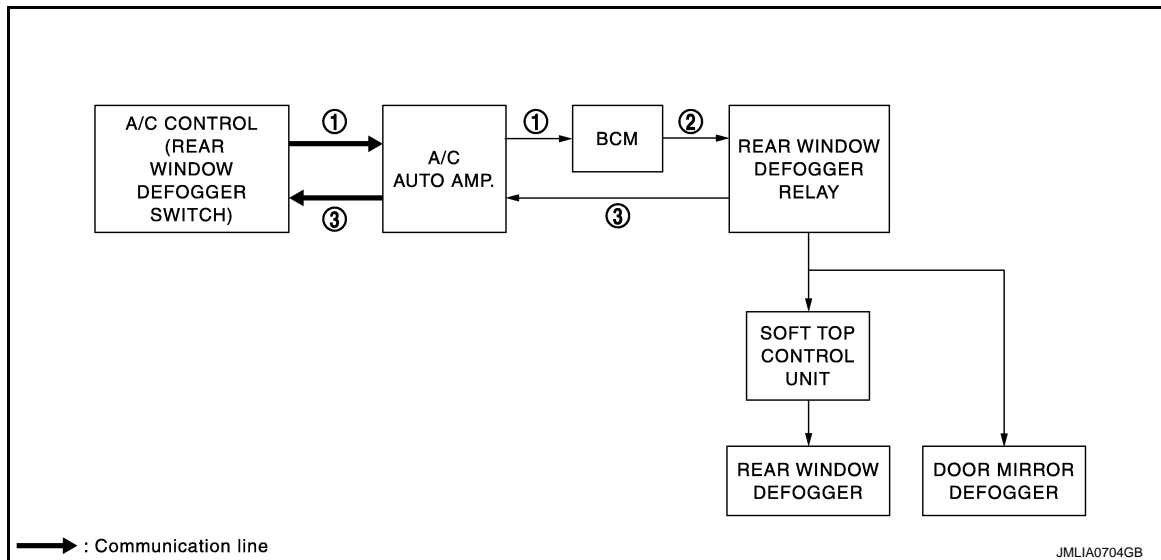 A/C CONTROL
(REAR
WINDOW
DEFOGGER
SWITCH)
①
③
A/C
AUTO AMP.
①
BCM
②
③
REAR WINDOW
DEFOGGER
RELAY
SOFT TOP
CONTROL
UNIT
REAR WINDOW
DEFOGGER
DOOR MIRROR
DEFOGGER
: Communication line
JMLIA0704GB